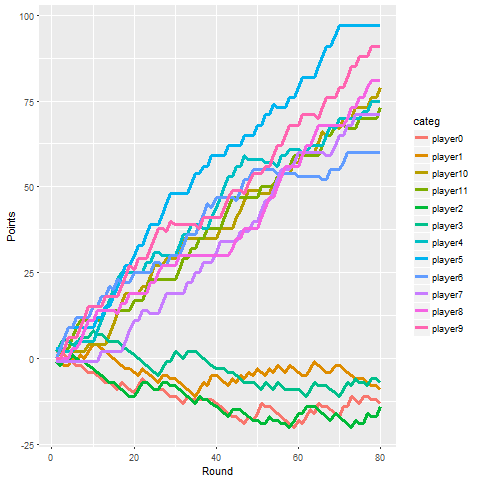 100
75
50
25
0
-25
Points
0
20
40
60
80
Round
categ
player0
player1
player10
player11
player2
player3
player4
player5
player6
player7
player8
player9